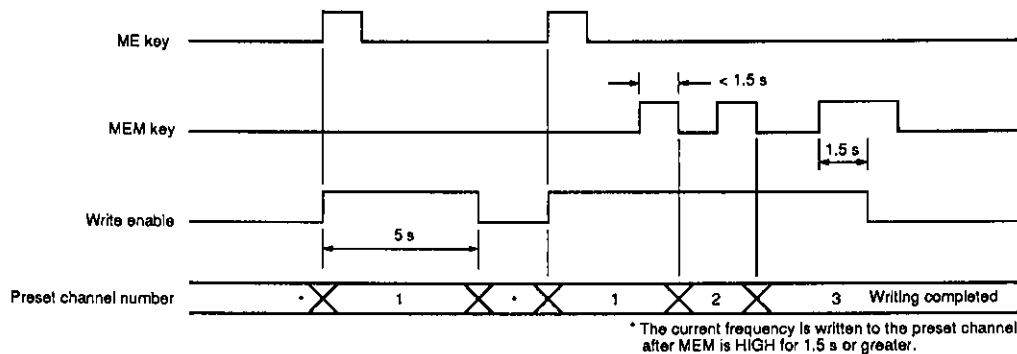 ME key
< 1.5 s
MEM key
1.5 s
Write enable
5 s
Preset channel number * 1 * 1 2 3 Writing completed
* The current frequency is written to the preset channel
after MEM is HIGH for 1.5 s or greater.